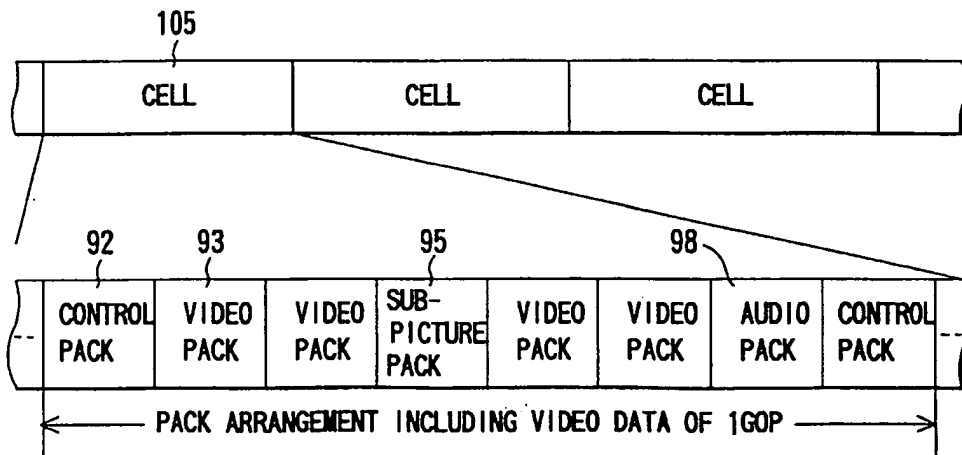 105
CELL CELL CELL
92 93 95 98
CONTROL PACK
VIDEO PACK
VIDEO PACK
SUB-PICTURE PACK
VIDEO PACK
VIDEO PACK
AUDIO PACK
CONTROL PACK
PACK ARRANGEMENT INCLUDING VIDEO DATA OF 1GOP